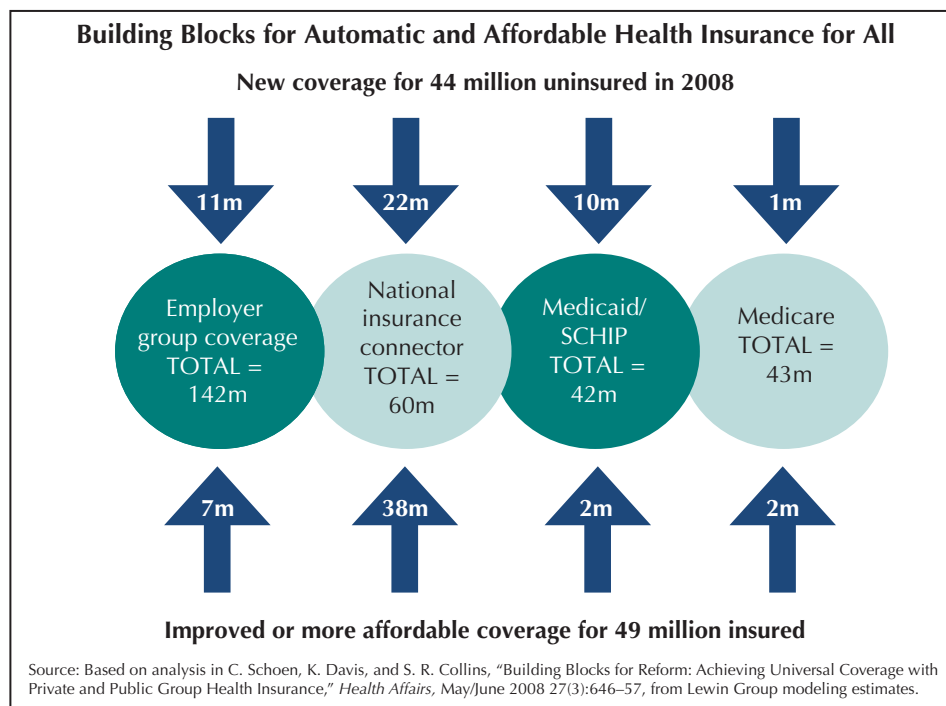 Building Blocks for Automatic and Affordable Health Insurance for All
New coverage for 44 million uninsured in 2008
11m
22m
10m
1m
Employer
group coverage
TOTAL =
142m
National
insurance
connector
TOTAL =
60m
Medicaid/
SCHIP
TOTAL =
42m
Medicare
TOTAL =
43m
7m
38m
2m
2m
Improved or more affordable coverage for 49 million insured
Source: Based on analysis in C. Schoen, K. Davis, and S. R. Collins, “Building Blocks for Reform: Achieving Universal Coverage with
Private and Public Group Health Insurance,” Health Affairs, May/June 2008 27(3):646–57, from Lewin Group modeling estimates.